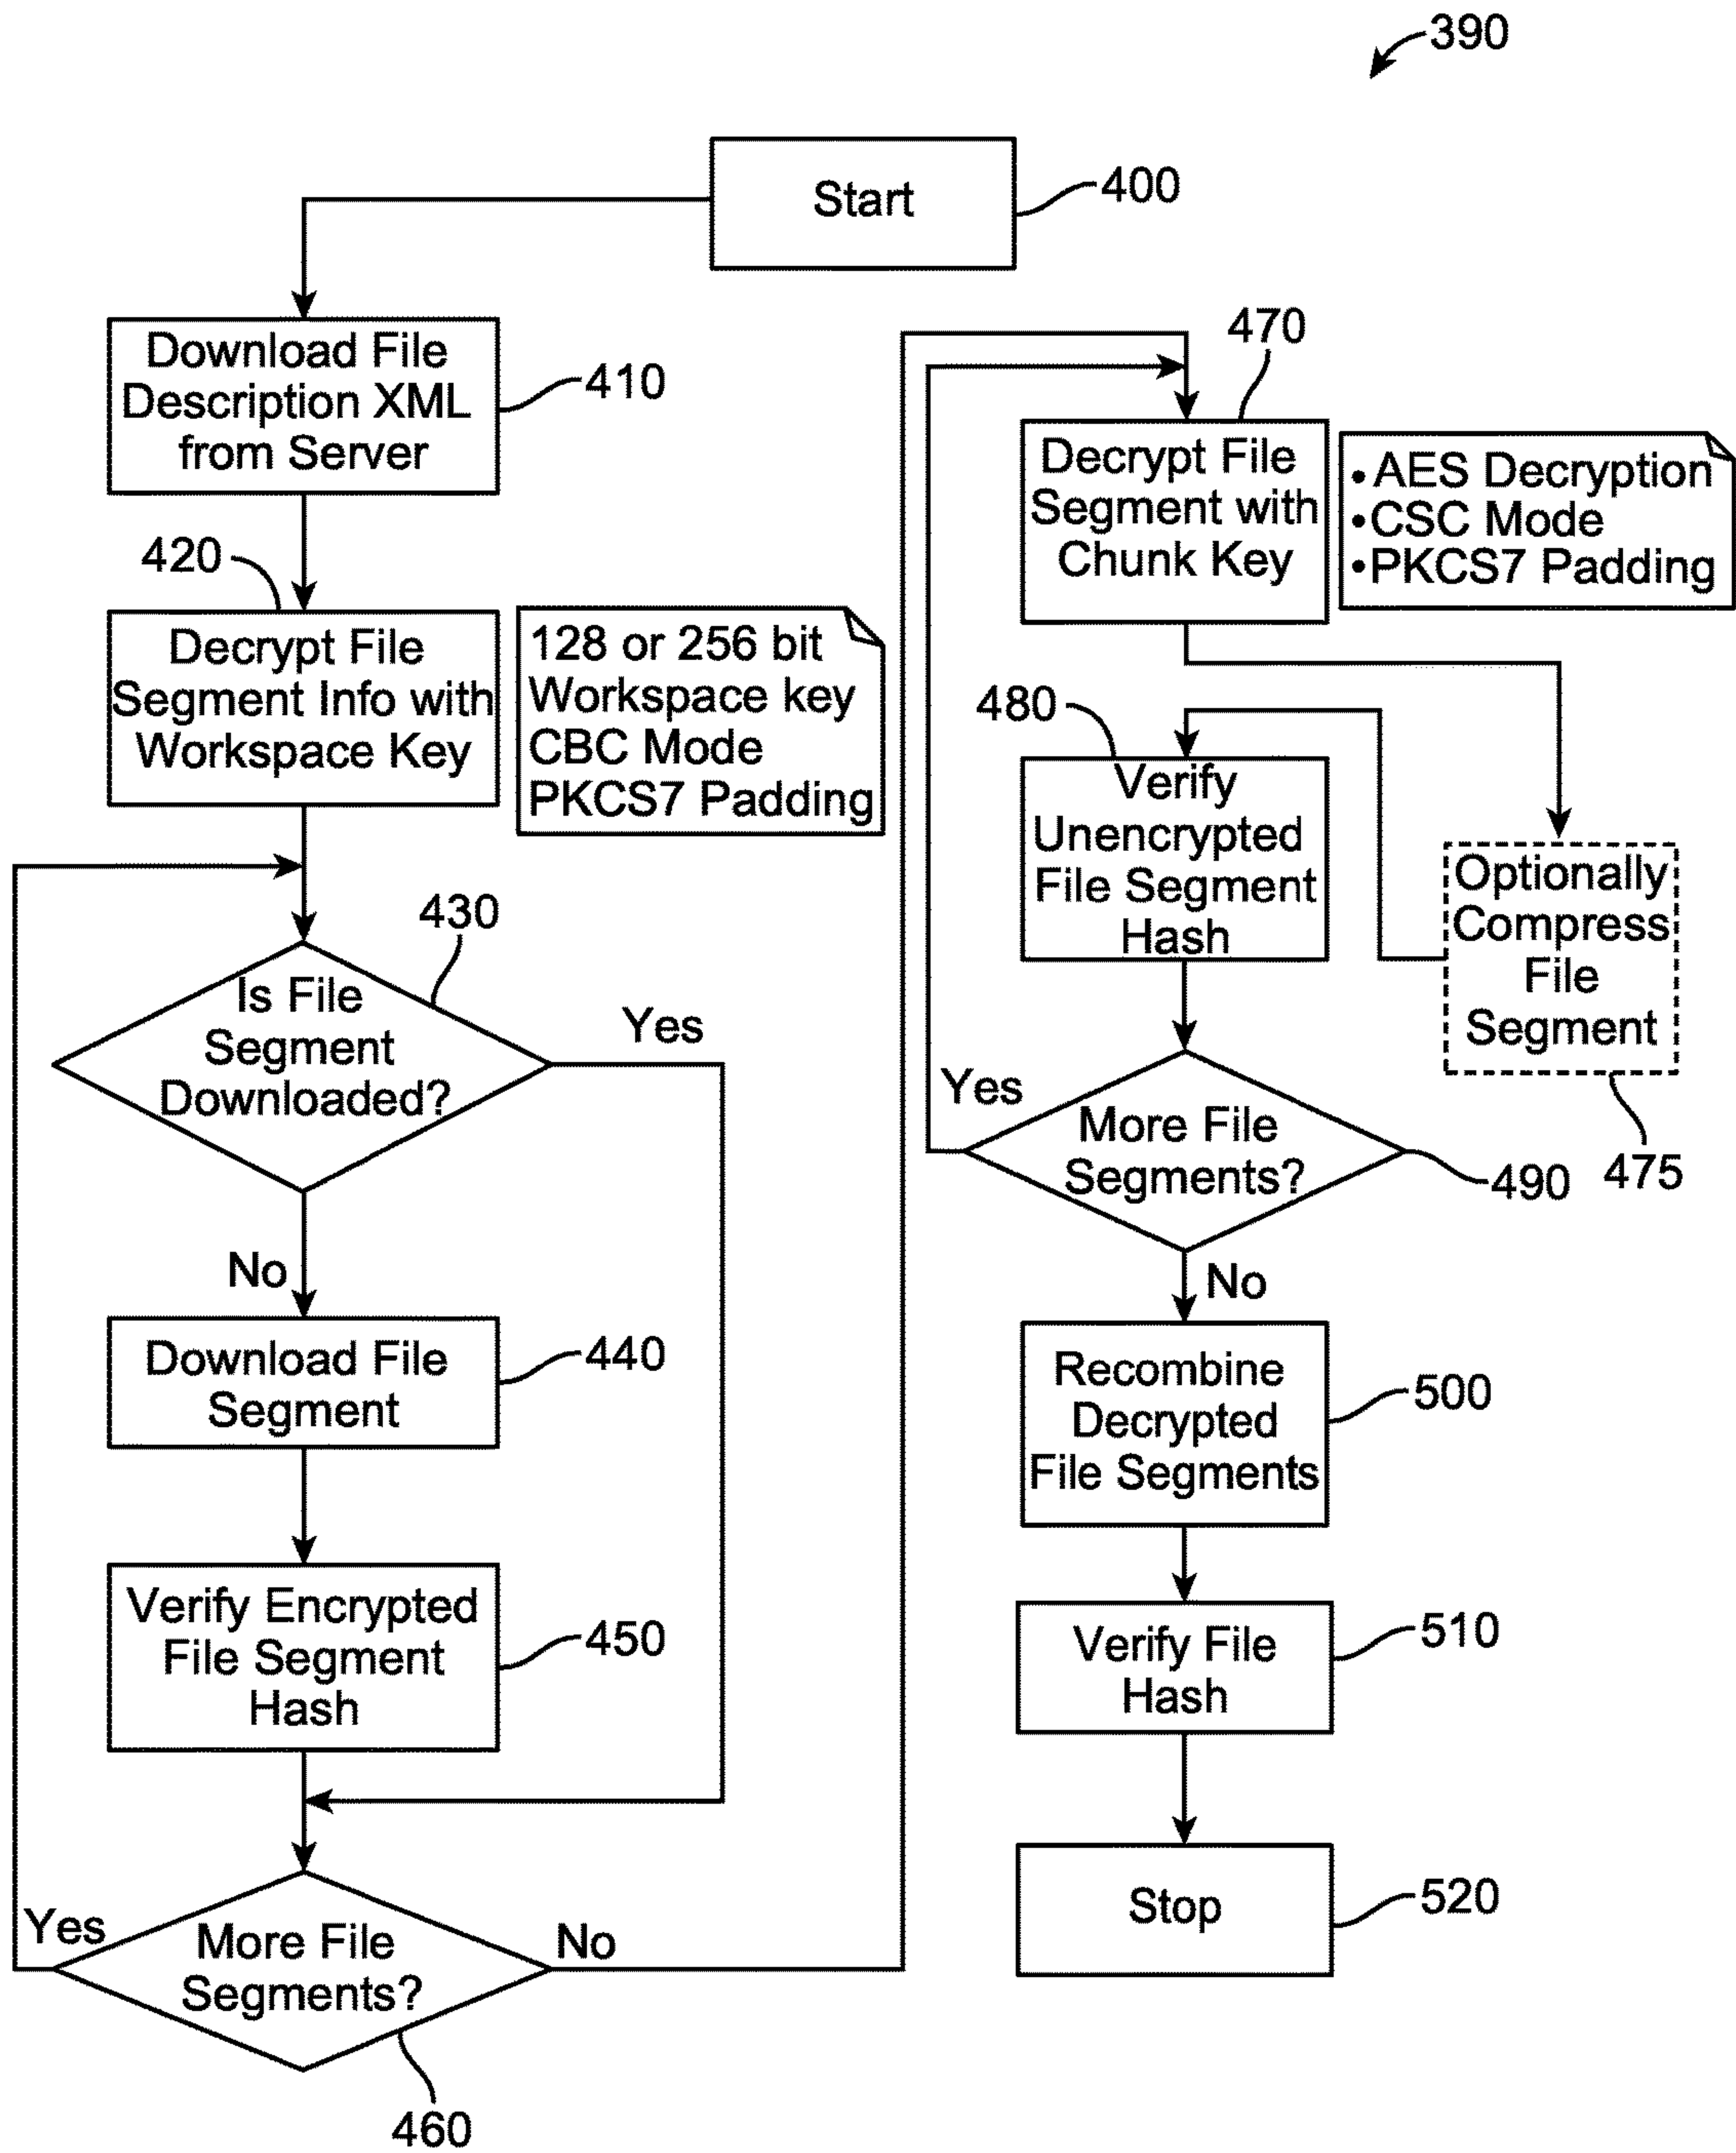 390
Start
400
Download File
Description XML
from Server
410
420
Decrypt File
Segment Info with
Workspace Key
128 or 256 bit
Workspace key
CBC Mode
PKCS7 Padding
430
Is File
Segment
Downloaded?
Yes
No
Download File
Segment
440
Verify Encrypted
File Segment
Hash
450
Yes
More File
Segments?
No
460
470
Decrypt File
Segment with
Chunk Key
• AES Decryption
• CSC Mode
• PKCS7 Padding
480
Verify
Unencrypted
File Segment
Hash
Optionally
Compress
File
Segment
475
Yes
More File
Segments?
490
No
Recombine
Decrypted
File Segments
500
Verify File
Hash
510
Stop
520